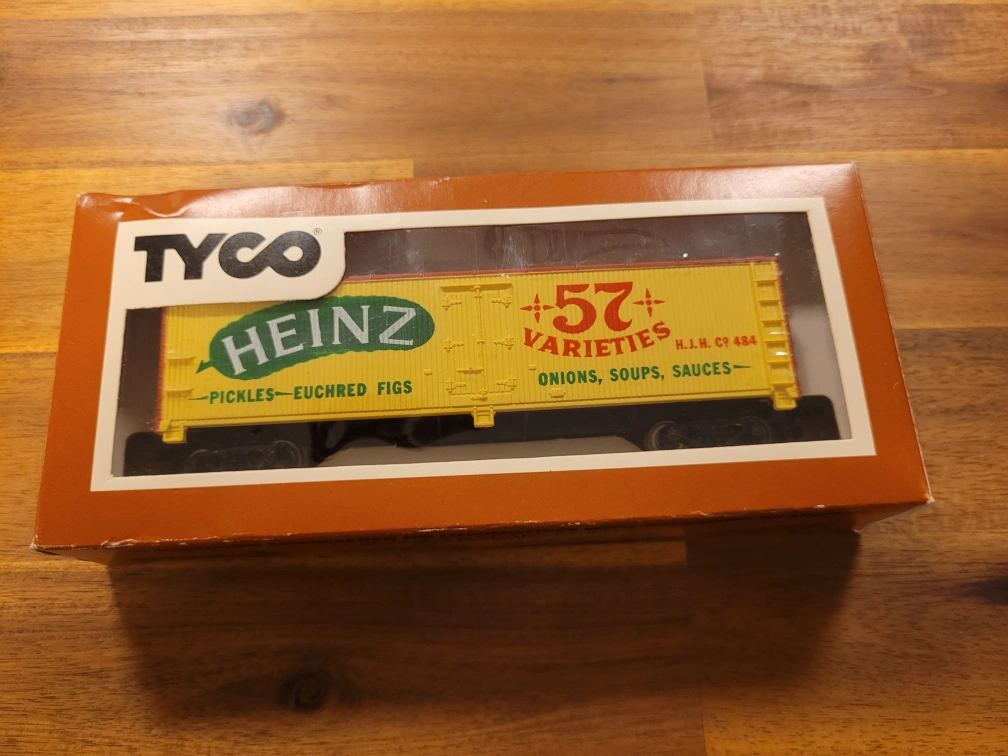 TYCO®
HEINZ
PICKLES—EUCHRED FIGS
57
VARIETIES
H.J.H. Cº 484
ONIONS, SOUPS, SAUCES—